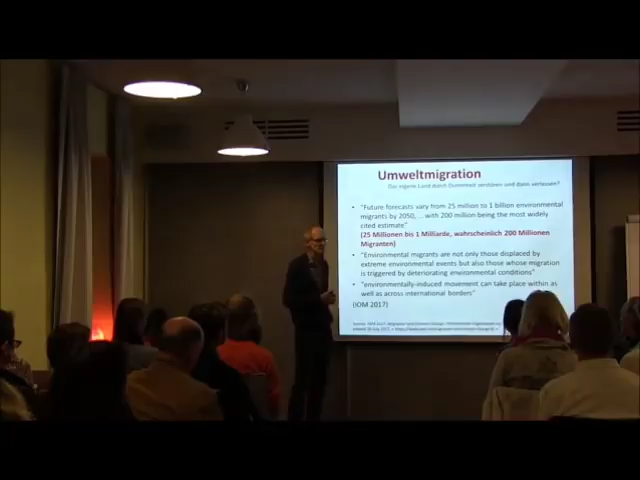 Umweltmigration
Das eigene Land durch Dummheit zerstören und dann verlassen?
• "Future forecasts vary from 25 million to 1 billion environmental
migrants by 2050, ... with 200 million being the most widely
cited estimate"
(25 Millionen bis 1 Milliarde, wahrscheinlich 200 Millionen
Migranten)
• "Environmental migrants are not only those displaced by
extreme environmental events but also those whose migration
is triggered by deteriorating environmental conditions"
• "environmentally-induced movement can take place within as
well as across international borders"
(IOM 2017)